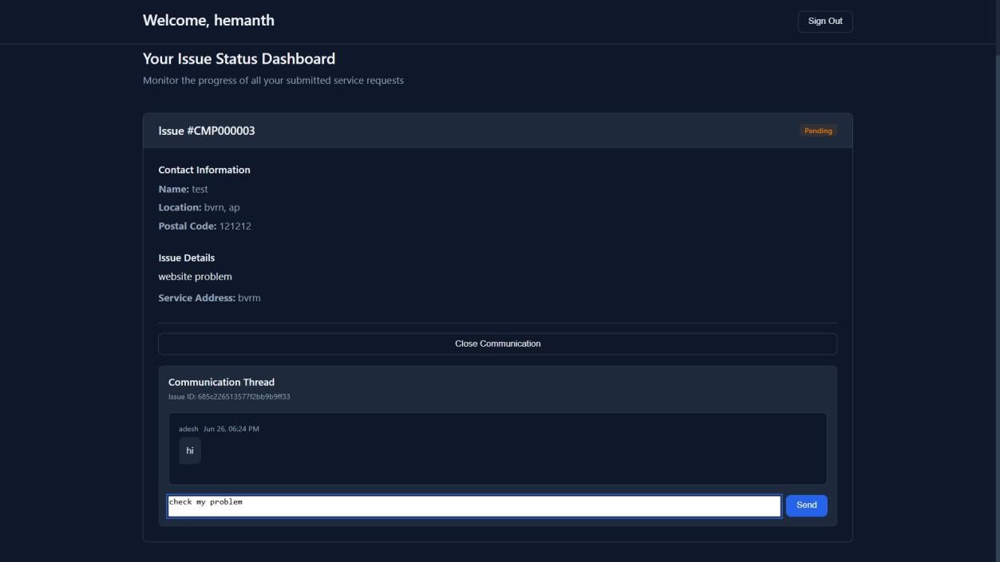 Welcome, hemanth
Sign Out
Your Issue Status Dashboard
Monitor the progress of all your submitted service requests
Issue #CMP000003
Pending
Contact Information
Name: test
Location: bvrn, ap
Postal Code: 121212
Issue Details
website problem
Service Address: bvrm
Close Communication
Communication Thread
Issue ID: 685c226513577f2bb9b9ff33
adesh Jun 26, 06:24 PM
hi
check my problem
Send